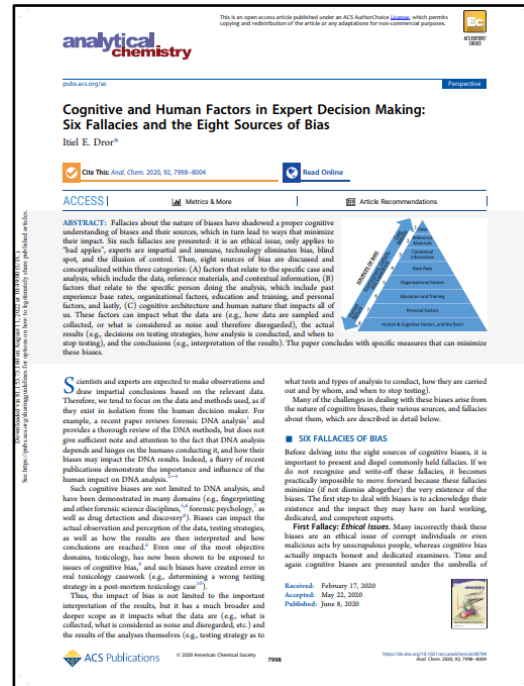 This is an open access article published under an ACS AuthorChoice License, which permits
copying and redistribution of the article or any adaptations for non-commercial purposes.
analytical
chemistry
pubs.acs.org/ac
Perspective
Cognitive and Human Factors in Expert Decision Making:
Six Fallacies and the Eight Sources of Bias
Itiel E. Dror*
Cite This: Anal. Chem. 2020, 92, 7998−8004
Read Online
ACCESS
Metrics & More
Article Recommendations
ABSTRACT: Fallacies about the nature of biases have shadowed a proper cognitive
understanding of biases and their sources, which in turn lead to ways that minimize
their impact. Six such fallacies are presented: it is an ethical issue, only applies to
"bad apples", experts are impartial and immune, technology eliminates bias, blind
spot, and the illusion of control. Then, eight sources of bias are discussed and
conceptualized within three categories: (A) factors that relate to the specific case and
analysis, which include the data, reference materials, and contextual information, (B)
factors that relate to the specific person doing the analysis, which include past
experience base rates, organizational factors, education and training, and personal
factors, and lastly, (C) cognitive architecture and human nature that impacts all of
us. These factors can impact what the data are (e.g., how data are sampled and
collected, or what is considered as noise and therefore disregarded), the actual
results (e.g., decisions on testing strategies, how analysis is conducted, and when to
stop testing), and the conclusions (e.g., interpretation of the results). The paper concludes with specific measures that can minimize
these biases.
SOURCES OF BIAS
Data
Reference
Materials
Contextual
Information
Base Rate
Organizational Factors
Education and Training
Personal Factors
Human & Cognitive Factors, and the Brain
Scientists and experts are expected to make observations and
draw impartial conclusions based on the relevant data.
Therefore, we tend to focus on the data and methods used, as if
they exist in isolation from the human decision maker. For
example, a recent paper reviews forensic DNA analysis¹ and
provides a thorough review of the DNA methods, but does not
give sufficient note and attention to the fact that DNA analysis
depends and hinges on the humans conducting it, and how their
biases may impact the DNA results. Indeed, a flurry of recent
publications demonstrate the importance and influence of the
human impact on DNA analysis.²⁻⁴
Such cognitive biases are not limited to DNA analysis, and
have been demonstrated in many domains (e.g., fingerprinting
and other forensic science disciplines, forensic psychology, as
well as drug detection and discovery). Biases can impact the
actual observation and perception of the data, testing strategies,
as well as how the results are then interpreted and how
conclusions are reached. Even one of the most objective
domains, toxicology, has now been shown to be exposed to
issues of cognitive bias, and such biases have created error in
real toxicology casework (e.g., determining a wrong testing
strategy in a post-mortem toxicology case).
Thus, the impact of bias is not limited to the important
interpretation of the results, but it has a much broader and
deeper scope as it impacts what the data are (e.g., what is
collected, what is considered as noise and disregarded, etc.) and
the results of the analyses themselves (e.g., testing strategy as to
what tests and types of analysis to conduct, how they are carried
out and by whom, and when to stop testing).
Many of the challenges in dealing with these biases arise from
the nature of cognitive biases, their various sources, and fallacies
about them, which are described in detail below.
■ SIX FALLACIES OF BIAS
Before delving into the eight sources of cognitive biases, it is
important to present and dispel commonly held fallacies. If we
do not recognize and write-off these fallacies, it becomes
practically impossible to move forward because these fallacies
minimize (if not dismiss altogether) the very existence of the
biases. The first step to deal with biases is to acknowledge their
existence and the impact they may have on hard working,
dedicated, and competent experts.
First Fallacy: Ethical Issues. Many incorrectly think these
biases are an ethical issue of corrupt individuals or even
malicious acts by unscrupulous people, whereas cognitive bias
actually impacts honest and dedicated examiners. Time and
again cognitive biases are presented under the umbrella of
Received: February 17, 2020
Accepted: May 22, 2020
Published: June 8, 2020
ACS Publications
© 2020 American Chemical Society
7998
Anal. Chem. 2020, 92, 7998−8004